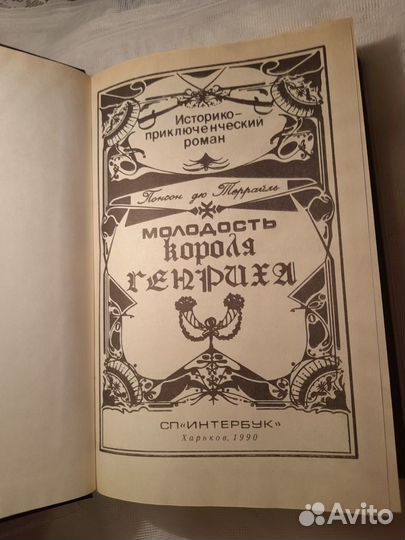 Историко-
приключенческий
роман
Понсон дю Террайль
МОЛОДОСТЬ
короля
ГЕНРИХА
СП«ИНТЕРБУК»
Харьков, 1990
Avito